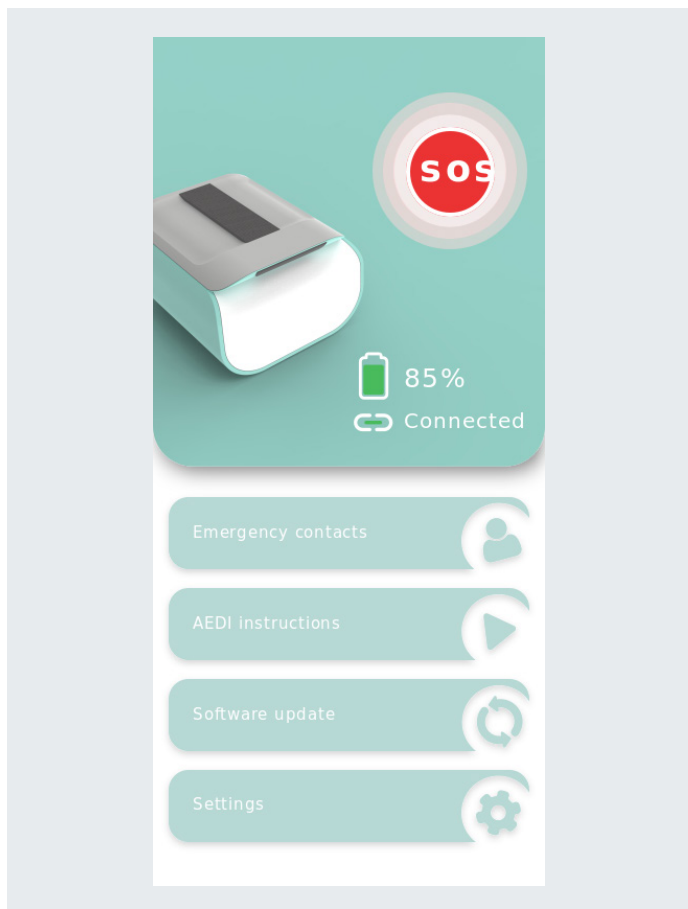 sos
85%
Connected
Emergency contacts
AEDI instructions
Software update
Settings